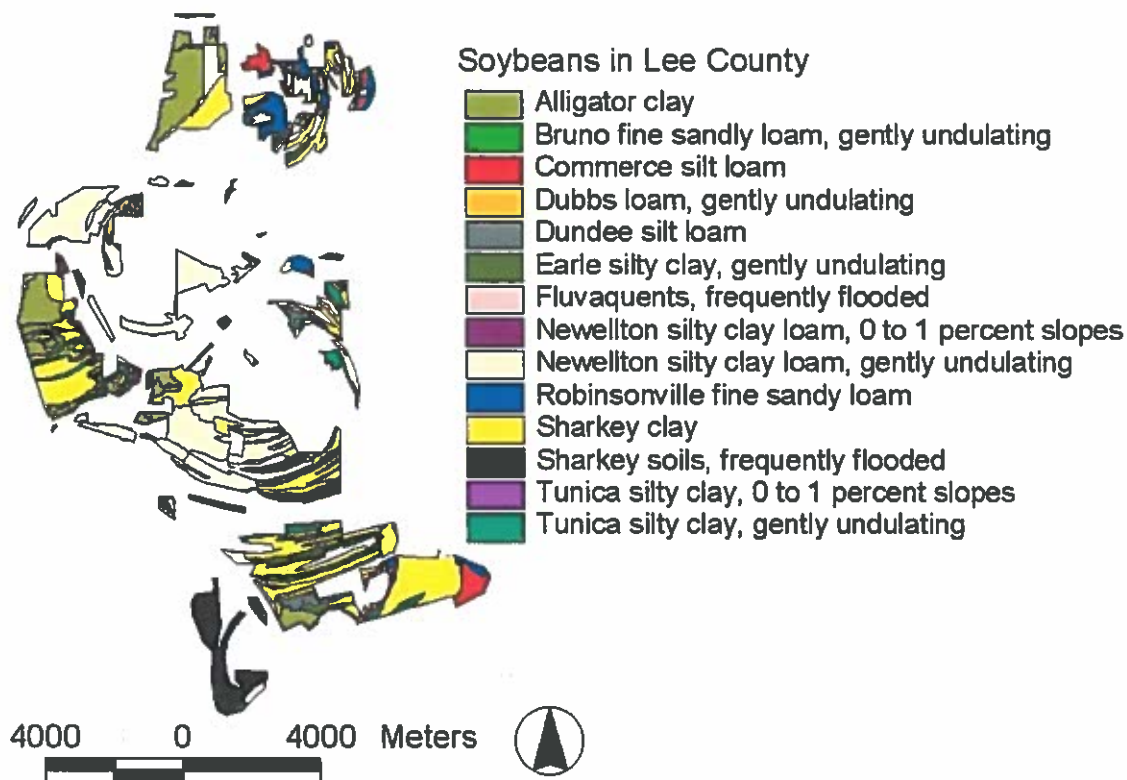 Soybeans in Lee County
Alligator clay
Bruno fine sandly loam, gently undulating
Commerce silt loam
Dubbs loam, gently undulating
Dundee silt loam
Earle silty clay, gently undulating
Fluvaquents, frequently flooded
Newellton silty clay loam, 0 to 1 percent slopes
Newellton silty clay loam, gently undulating
Robinsonville fine sandy loam
Sharkey clay
Sharkey soils, frequently flooded
Tunica silty clay, 0 to 1 percent slopes
Tunica silty clay, gently undulating
4000 0 4000 Meters